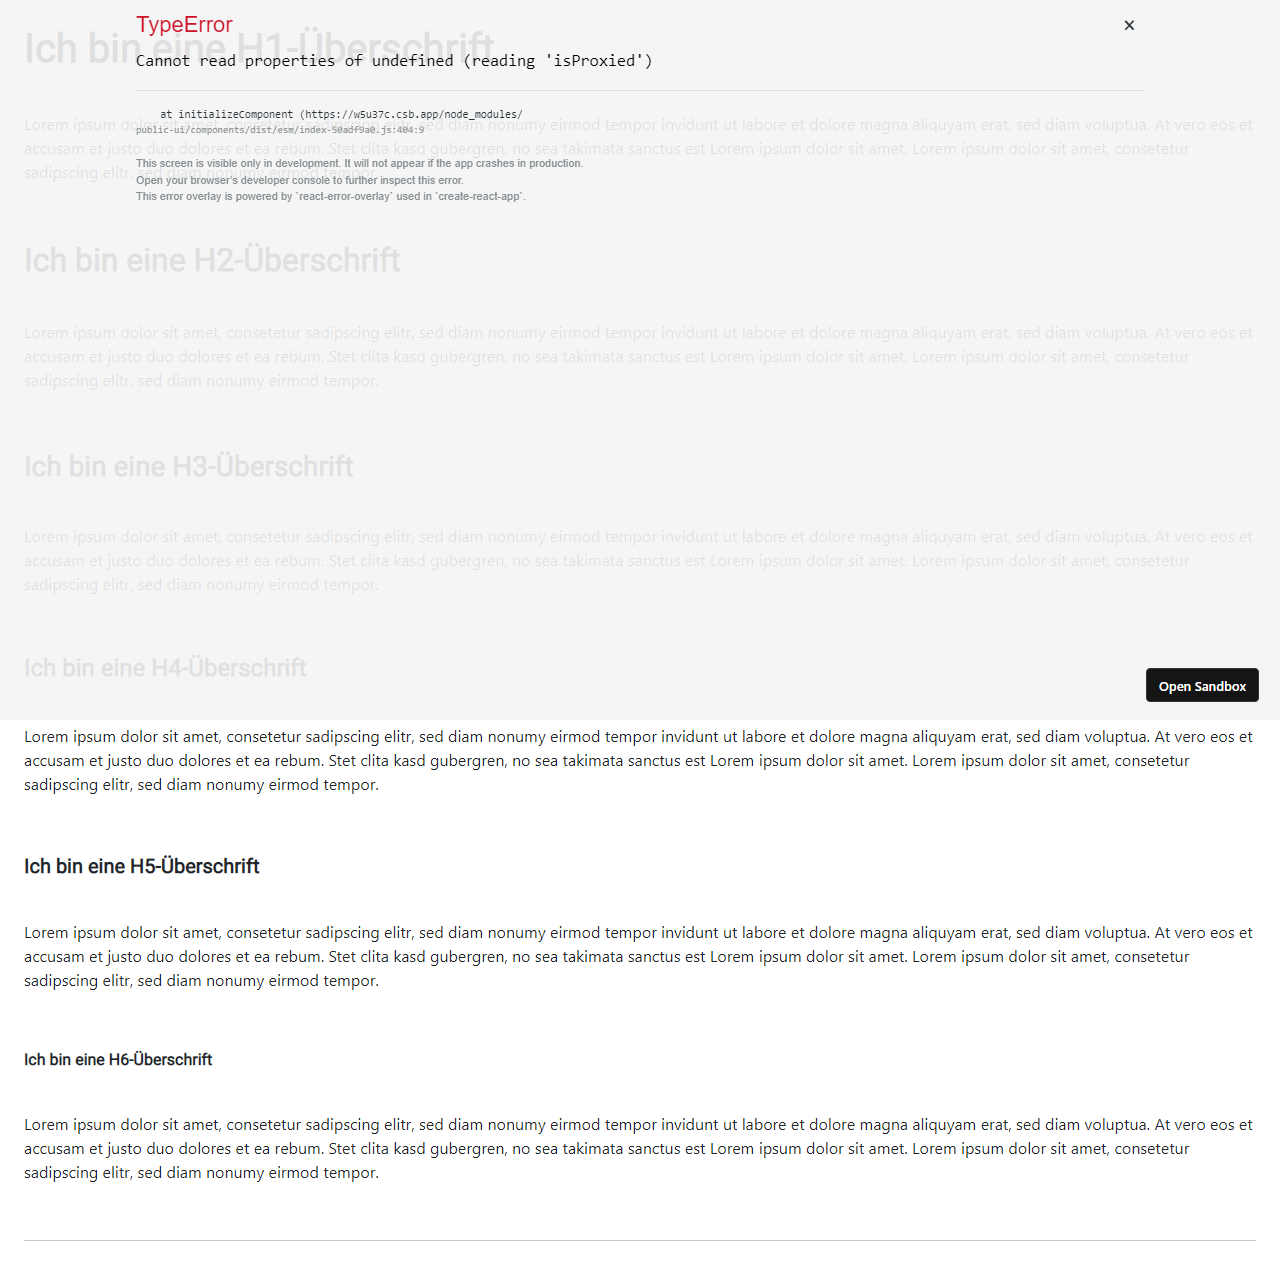 TypeError
×
Ich bin eine H1-Überschrift
Cannot read properties of undefined (reading 'isProxied')
at initializeComponent (https://w5u37c.csb.app/node_modules/
Lorem ipsum dolor sit amet, consetetur sadipscing elitr, sed diam nonumy eirmod tempor invidunt ut labore et dolore magna aliquyam erat, sed diam voluptua. At vero eos et
public-ui/components/dist/esm/index-50adf9a0.js:404:9
accusam et justo duo dolores et ea rebum. Stet clita kasd gubergren, no sea takimata sanctus est Lorem ipsum dolor sit amet. Lorem ipsum dolor sit amet, consetetur
This screen is visible only in development. It will not appear if the app crashes in production.
sadipscing elitr, sed diam nonumy eirmod tempor.
Open your browser's developer console to further inspect this error.
This error overlay is powered by `react-error-overlay` used in `create-react-app`.
Ich bin eine H2-Überschrift
Lorem ipsum dolor sit amet, consetetur sadipscing elitr, sed diam nonumy eirmod tempor invidunt ut labore et dolore magna aliquyam erat, sed diam voluptua. At vero eos et
accusam et justo duo dolores et ea rebum. Stet clita kasd gubergren, no sea takimata sanctus est Lorem ipsum dolor sit amet. Lorem ipsum dolor sit amet, consetetur
sadipscing elitr, sed diam nonumy eirmod tempor.
Ich bin eine H3-Überschrift
Lorem ipsum dolor sit amet, consetetur sadipscing elitr, sed diam nonumy eirmod tempor invidunt ut labore et dolore magna aliquyam erat, sed diam voluptua. At vero eos et
accusam et justo duo dolores et ea rebum. Stet clita kasd gubergren, no sea takimata sanctus est Lorem ipsum dolor sit amet. Lorem ipsum dolor sit amet, consetetur
sadipscing elitr, sed diam nonumy eirmod tempor.
Ich bin eine H4-Überschrift
Open Sandbox
Lorem ipsum dolor sit amet, consetetur sadipscing elitr, sed diam nonumy eirmod tempor invidunt ut labore et dolore magna aliquyam erat, sed diam voluptua. At vero eos et
accusam et justo duo dolores et ea rebum. Stet clita kasd gubergren, no sea takimata sanctus est Lorem ipsum dolor sit amet. Lorem ipsum dolor sit amet, consetetur
sadipscing elitr, sed diam nonumy eirmod tempor.
Ich bin eine H5-Überschrift
Lorem ipsum dolor sit amet, consetetur sadipscing elitr, sed diam nonumy eirmod tempor invidunt ut labore et dolore magna aliquyam erat, sed diam voluptua. At vero eos et
accusam et justo duo dolores et ea rebum. Stet clita kasd gubergren, no sea takimata sanctus est Lorem ipsum dolor sit amet. Lorem ipsum dolor sit amet, consetetur
sadipscing elitr, sed diam nonumy eirmod tempor.
Ich bin eine H6-Überschrift
Lorem ipsum dolor sit amet, consetetur sadipscing elitr, sed diam nonumy eirmod tempor invidunt ut labore et dolore magna aliquyam erat, sed diam voluptua. At vero eos et
accusam et justo duo dolores et ea rebum. Stet clita kasd gubergren, no sea takimata sanctus est Lorem ipsum dolor sit amet. Lorem ipsum dolor sit amet, consetetur
sadipscing elitr, sed diam nonumy eirmod tempor.